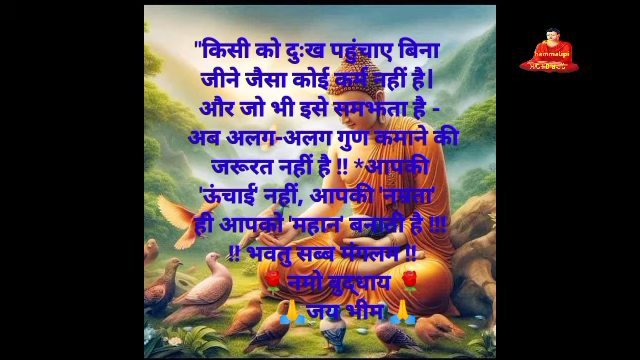 "किसी को दुःख पहुंचाए बिना
जीने जैसा कोई कर्म नहीं है|
और जो भी इसे समझता है -
अब अलग-अलग गुण कमाने की
जरूरत नहीं है !! *आपकी
'ऊंचाई' नहीं, आपकी 'नम्रता'
ही आपको 'महान' बनाती है !!!
!! भवतु सब्ब मंगलम !!
🌹नमो बुद्धाय 🌹
🙏जय भीम 🙏